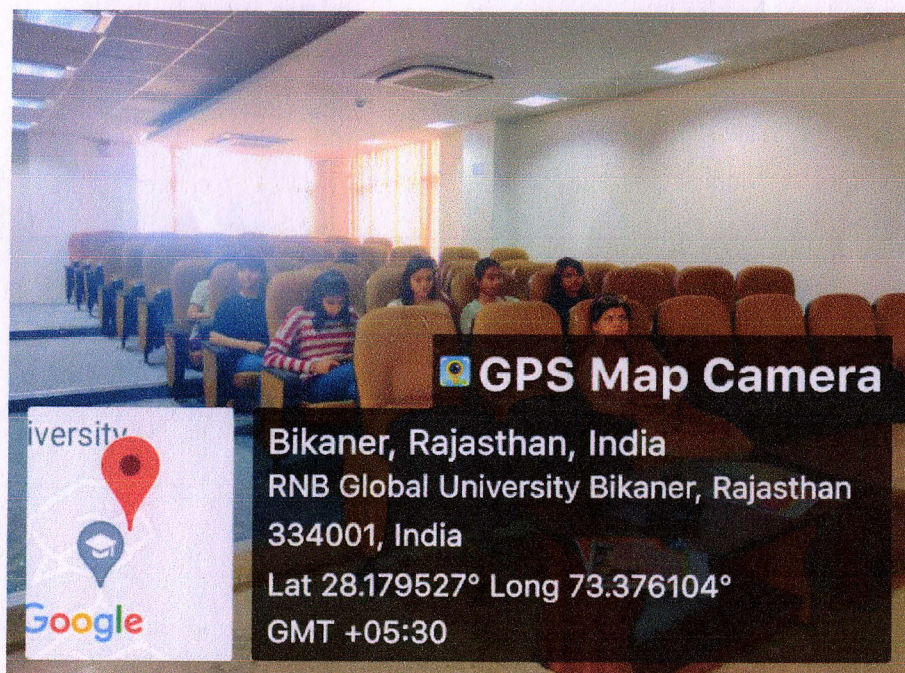 GPS Map Camera
iversity
Google
Bikaner, Rajasthan, India
RNB Global University Bikaner, Rajasthan
334001, India
Lat 28.179527° Long 73.376104°
GMT +05:30